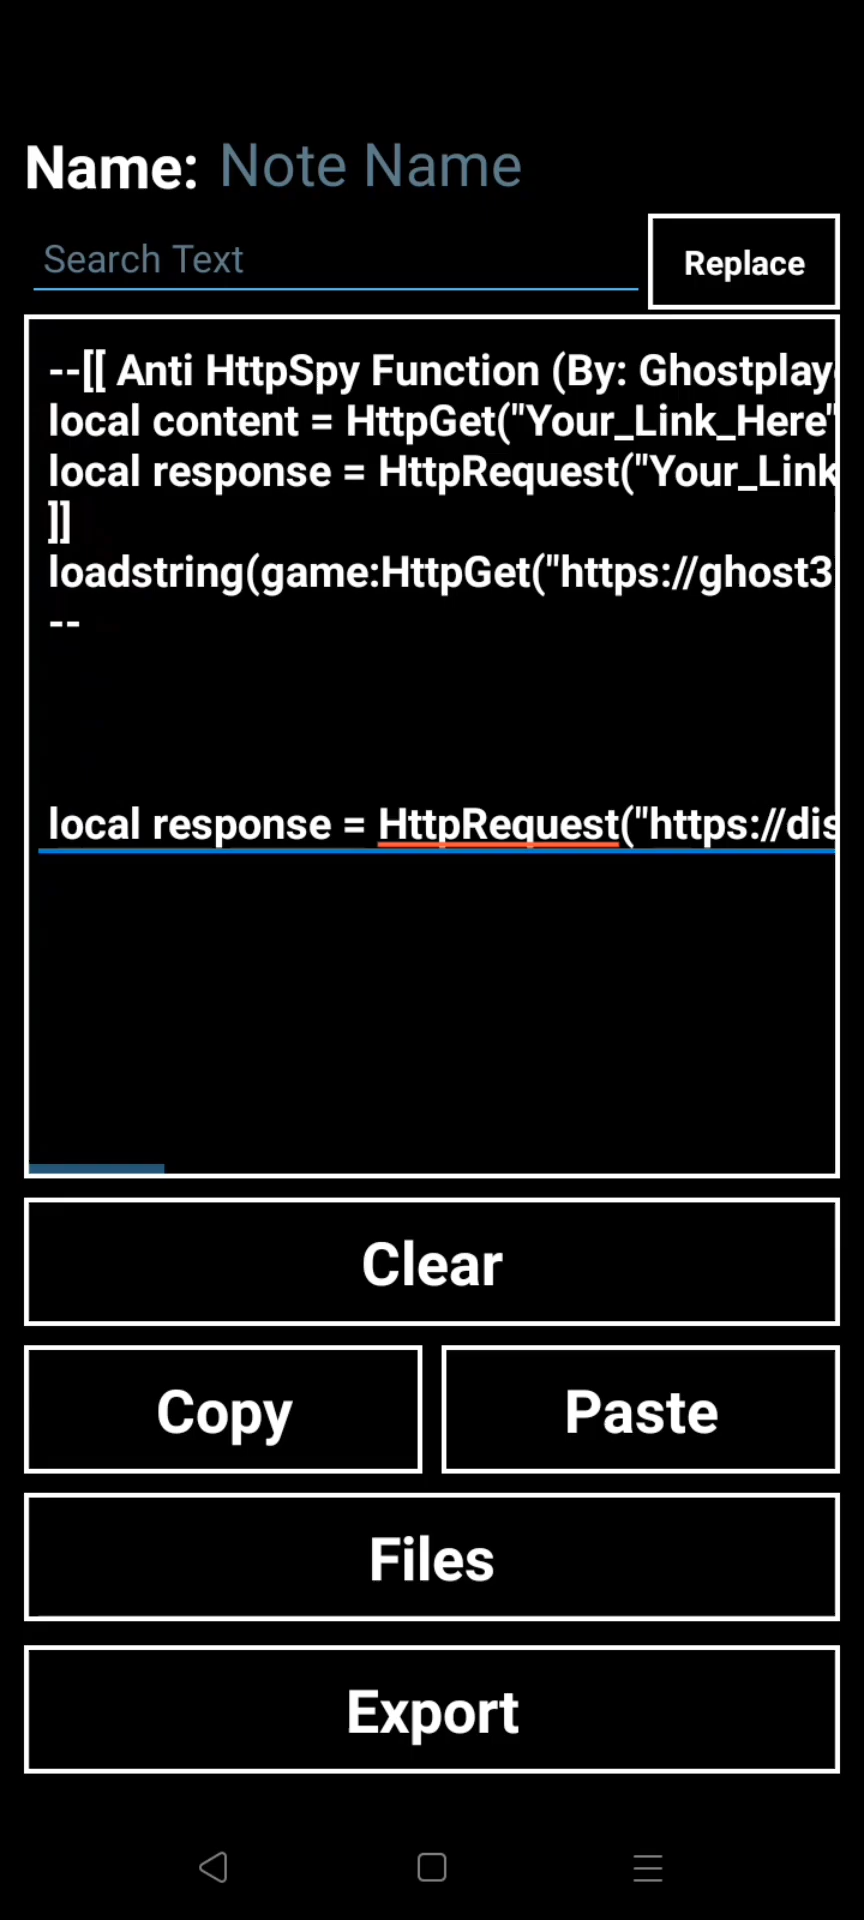 Name: Note Name
Search Text
Replace
--[[ Anti HttpSpy Function (By: Ghostplay
local content = HttpGet("Your_Link_Here"
local response = HttpRequest("Your_Link
]]
loadstring(game:HttpGet("https://ghost3
--
local response = HttpRequest("https://dis
Clear
Copy
Paste
Files
Export